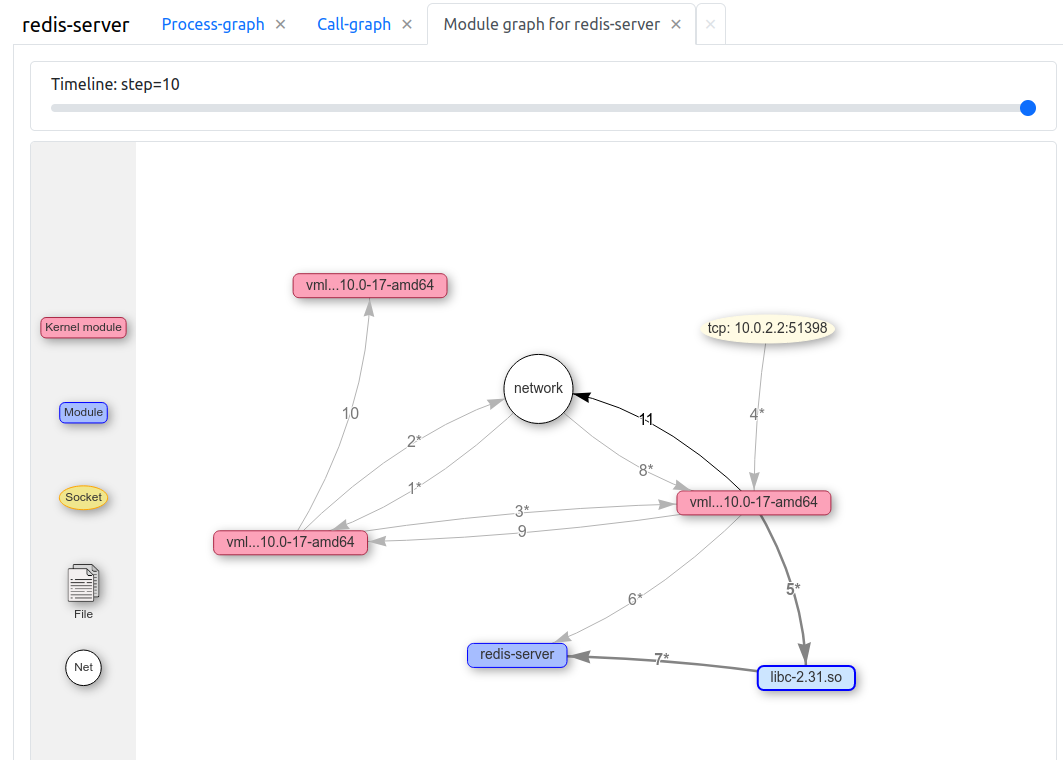 redis-server
Process-graph ✕
Call-graph ✕
Module graph for redis-server ✕
✕
Timeline: step=10
Kernel module
Module
Socket
File
Net
vml...10.0-17-amd64
tcp: 10.0.2.2:51398
network
10
2*
11
4*
8*
1*
vml...10.0-17-amd64
3*
9
vml...10.0-17-amd64
5*
6*
redis-server
7*
libc-2.31.so